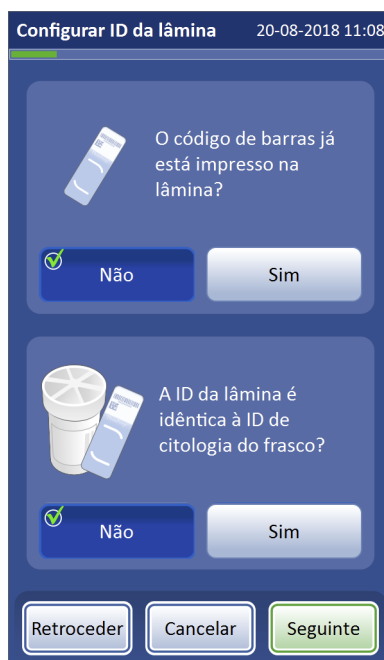 Configurar ID da lâmina 20-08-2018 11:08
O código de barras já
está impresso na
lâmina?
Não Sim
A ID da lâmina é
idêntica à ID de
citologia do frasco?
Não Sim
Retroceder Cancelar Seguinte